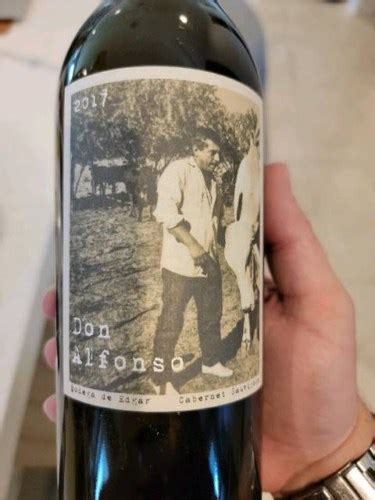 2017
Don
Alfonso
Bodega de Edgar Cabernet Sauvignon